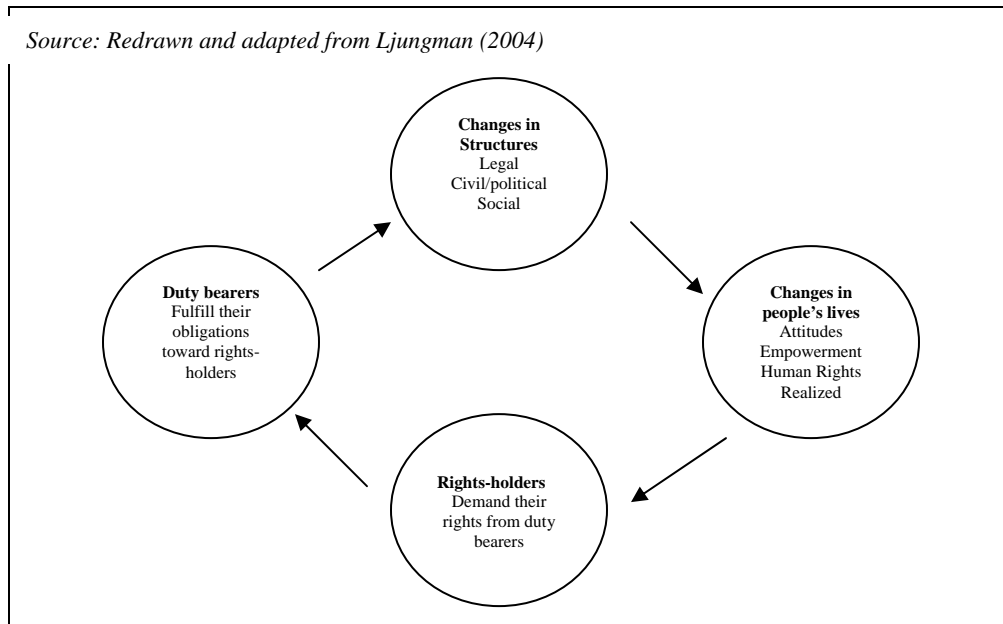 Source: Redrawn and adapted from Ljungman (2004)
Changes in
Structures
Legal
Civil/political
Social
Duty bearers
Fulfill their
obligations
toward rights-
holders
Changes in
people’s lives
Attitudes
Empowerment
Human Rights
Realized
Rights-holders
Demand their
rights from duty
bearers